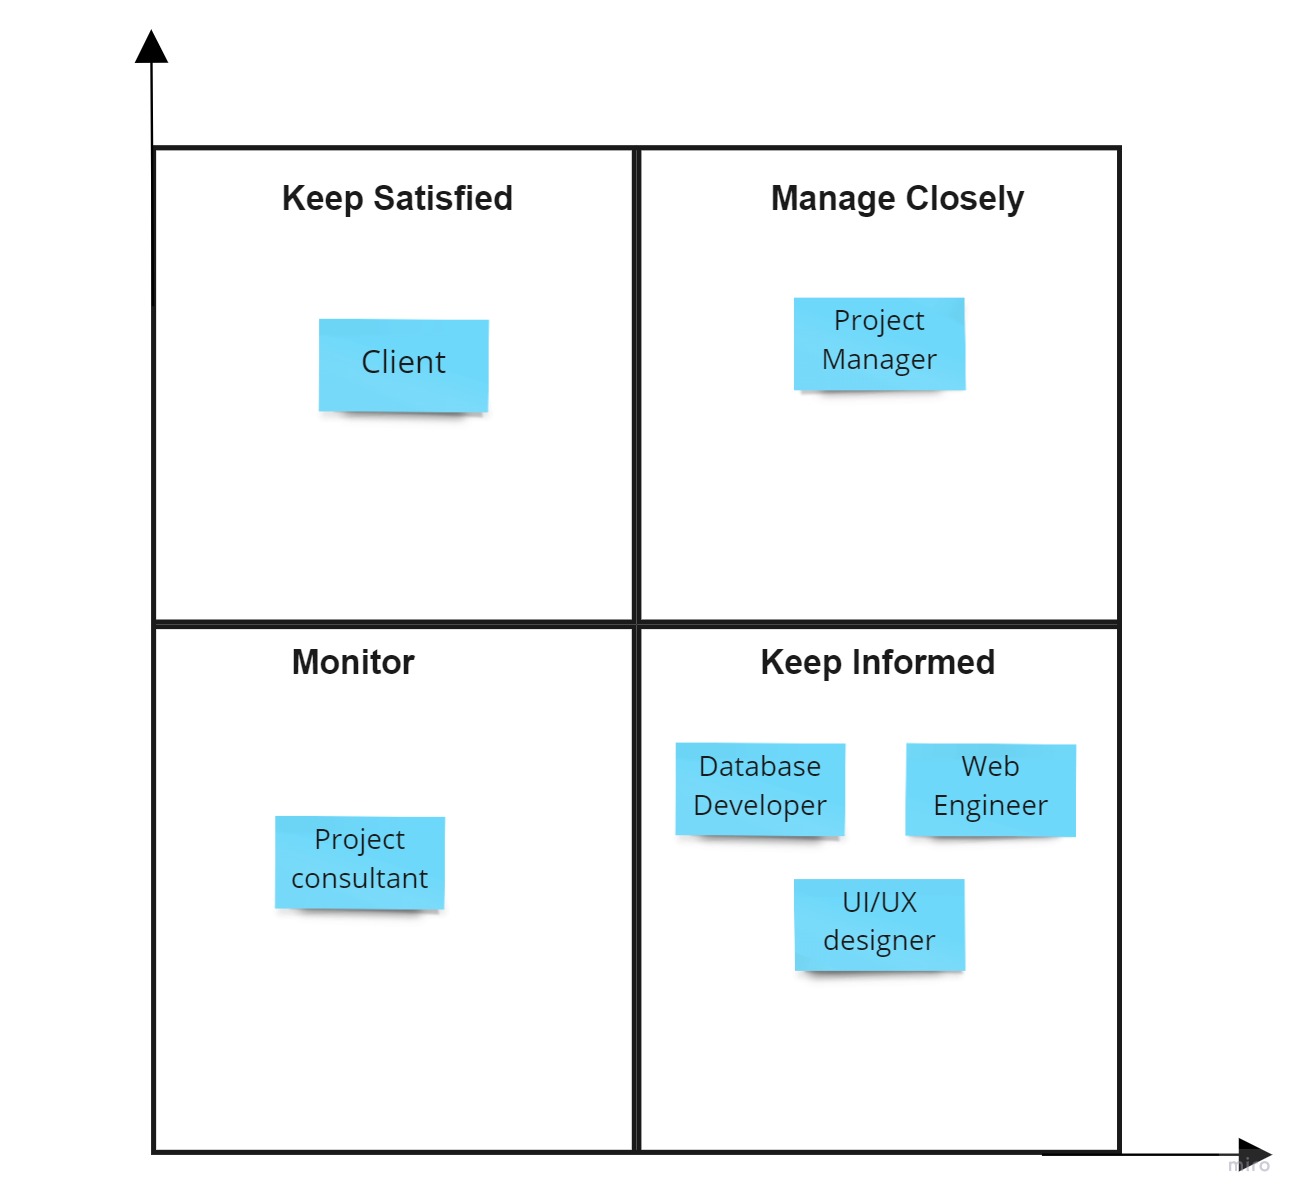 Keep Satisfied
Manage Closely
Client
Project
Manager
Monitor
Keep Informed
Database
Developer
Web
Engineer
Project
consultant
UI/UX
designer
miro